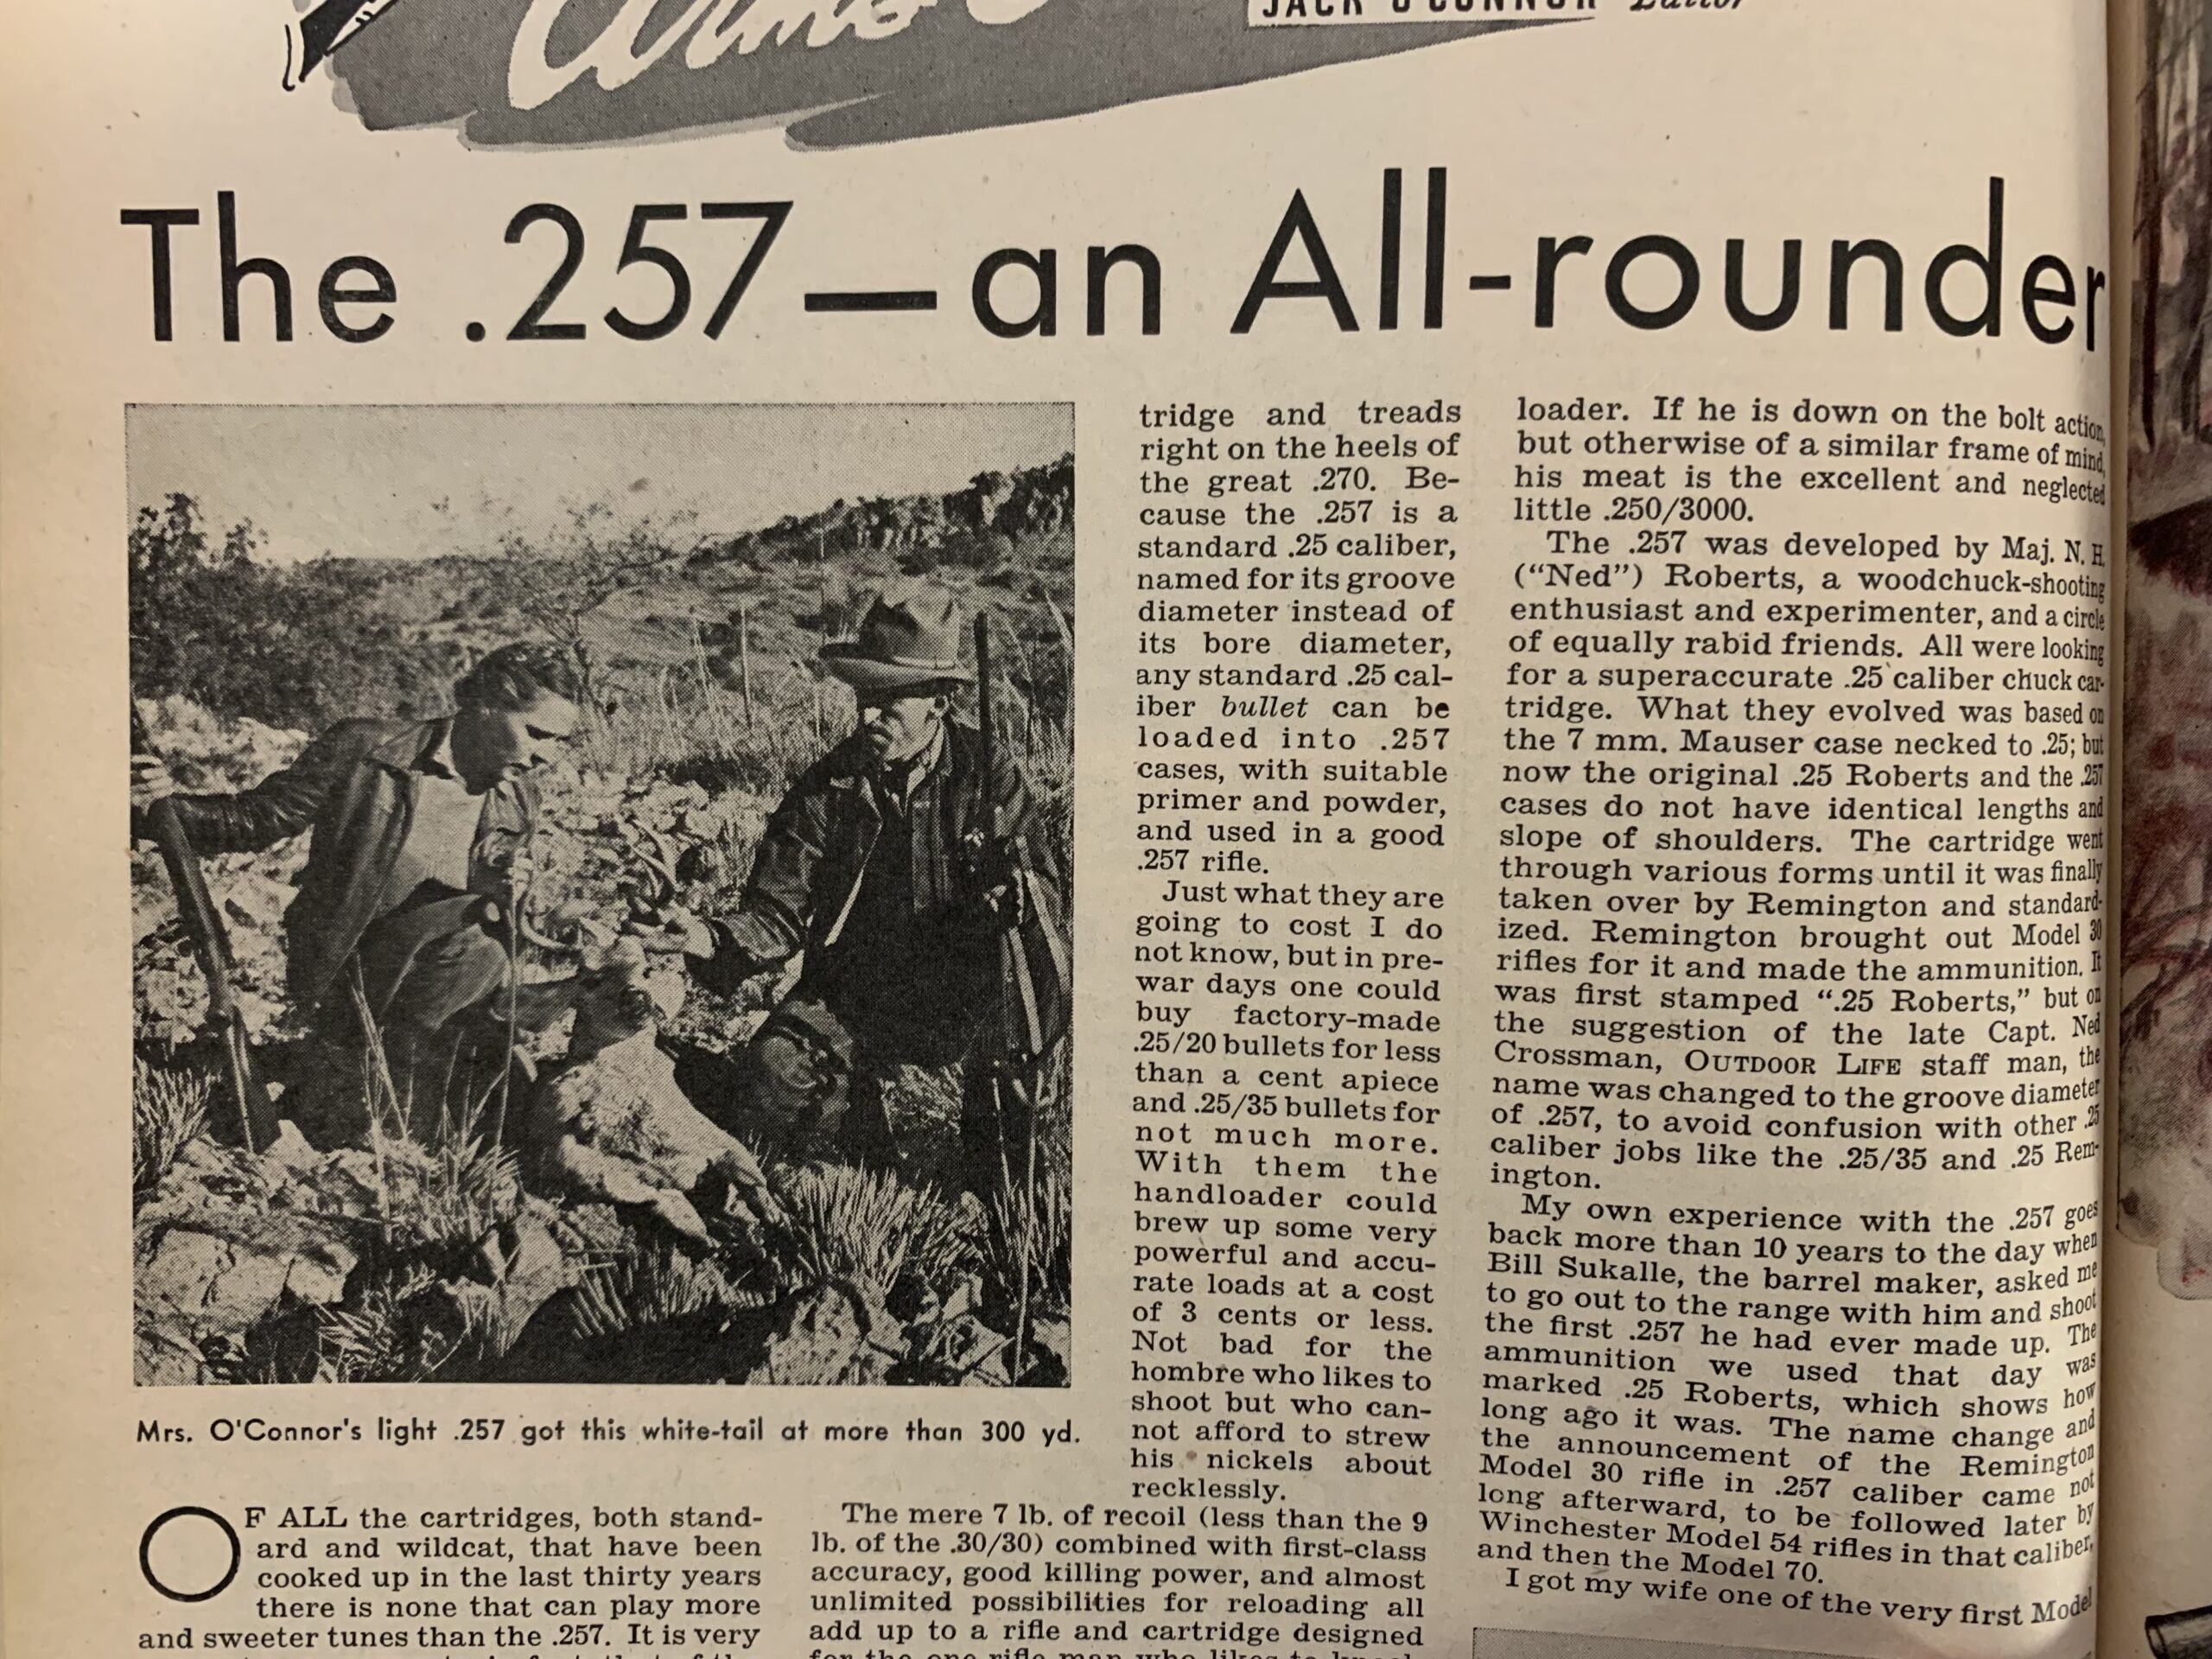 JACK O'CONNOR Editor
The .257—an All-rounder
Mrs. O'Connor's light .257 got this white-tail at more than 300 yd.
OF ALL the cartridges, both stand-
ard and wildcat, that have been
cooked up in the last thirty years
there is none that can play more
and sweeter tunes than the .257. It is very
The mere 7 lb. of recoil (less than the 9
lb. of the .30/30) combined with first-class
accuracy, good killing power, and almost
unlimited possibilities for reloading all
add up to a rifle and cartridge designed
for the one-rifle man who likes to
tridge and treads
right on the heels of
the great .270. Be-
cause the .257 is a
standard .25 caliber,
named for its groove
diameter instead of
its bore diameter,
any standard .25 cal-
iber bullet can be
loaded into .257
cases, with suitable
primer and powder,
and used in a good
.257 rifle.
Just what they are
going to cost I do
not know, but in pre-
war days one could
buy factory-made
.25/20 bullets for less
than a cent apiece
and .25/35 bullets for
not much more.
With them the
handloader could
brew up some very
powerful and accu-
rate loads at a cost
of 3 cents or less.
Not bad for the
hombre who likes to
shoot but who can-
not afford to strew
his nickels about
recklessly.
loader. If he is down on the bolt action,
but otherwise of a similar frame of mind,
his meat is the excellent and neglected
little .250/3000.
The .257 was developed by Maj. N. H.
("Ned") Roberts, a woodchuck-shooting
enthusiast and experimenter, and a circle
of equally rabid friends. All were looking
for a superaccurate .25 caliber chuck car-
tridge. What they evolved was based on
the 7 mm. Mauser case necked to .25; but
now the original .25 Roberts and the .257
cases do not have identical lengths and
slope of shoulders. The cartridge went
through various forms until it was finally
taken over by Remington and standard-
ized. Remington brought out Model 30
rifles for it and made the ammunition. It
was first stamped ".25 Roberts," but on
the suggestion of the late Capt. Ned
Crossman, OUTDOOR LIFE staff man, the
name was changed to the groove diameter
of .257, to avoid confusion with other .25
caliber jobs like the .25/35 and .25 Rem-
ington.
My own experience with the .257 goes
back more than 10 years to the day when
Bill Sukalle, the barrel maker, asked me
to go out to the range with him and shoot
the first .257 he had ever made up. The
ammunition we used that day was
marked .25 Roberts, which shows how
long ago it was. The name change and
the announcement of the Remington
Model 30 rifle in .257 caliber came not
long afterward, to be followed later by
Winchester Model 54 rifles in that caliber,
and then the Model 70.
I got my wife one of the very first Model